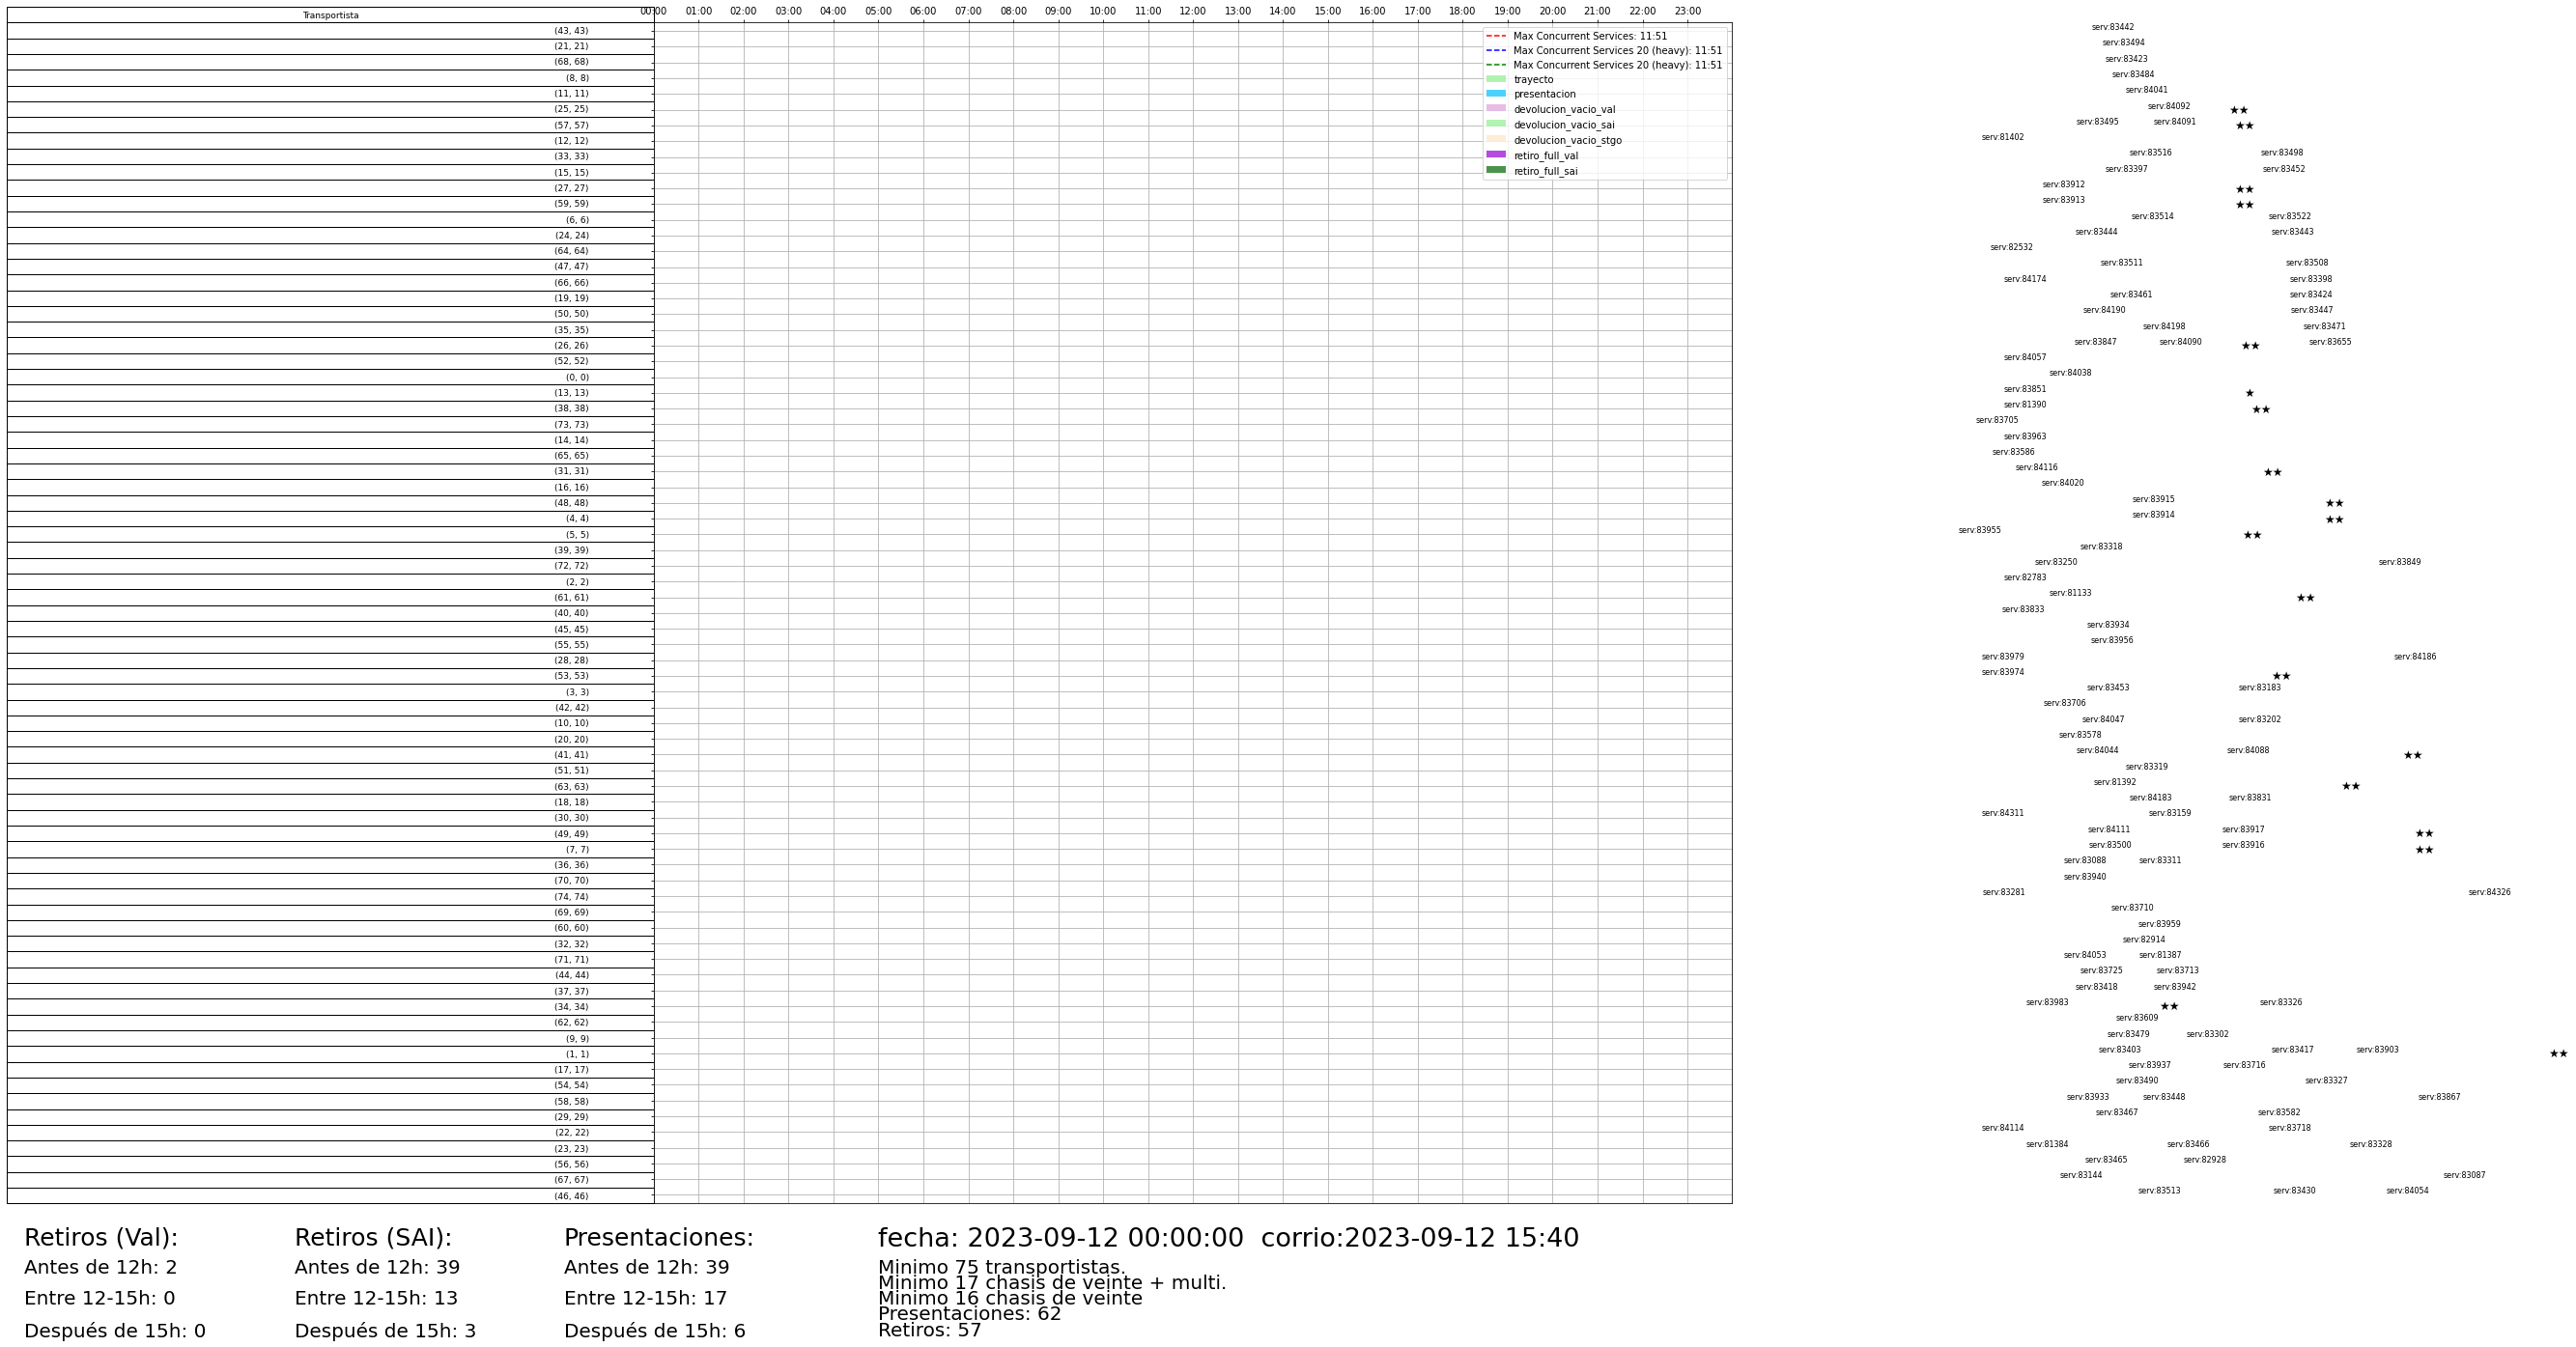 Transportista 00:00 01:00 02:00 03:00 04:00 05:00 06:00 07:00 08:00 09:00 10:00 11:00 12:00 13:00 14:00 15:00 16:00 17:00 18:00 19:00 20:00 21:00 22:00 23:00
Max Concurrent Services: 11:51
Max Concurrent Services 20 (heavy): 11:51
Max Concurrent Services 20 (heavy): 11:51
trayecto
presentacion
devolucion_vacio_val
devolucion_vacio_sai
devolucion_vacio_stgo
retiro_full_val
retiro_full_sai
(43, 43) serv:83442
(21, 21) serv:83494
(68, 68) serv:83423
(8, 8) serv:83484
(11, 11) serv:84041
(25, 25) serv:84092 ★★
(57, 57) serv:83495 serv:84091 ★★
(12, 12) serv:81402
(33, 33) serv:83516 serv:83498
(15, 15) serv:83397 serv:83452
(27, 27) serv:83912 ★★
(59, 59) serv:83913 ★★
(6, 6) serv:83514 serv:83522
(24, 24) serv:83444 serv:83443
(64, 64) serv:82532
(47, 47) serv:83511 serv:83508
(66, 66) serv:84174 serv:83398
(19, 19) serv:83461 serv:83424
(50, 50) serv:84190 serv:83447
(35, 35) serv:84198 serv:83471
(26, 26) serv:83847 serv:84090 ★★ serv:83655
(52, 52) serv:84057
(0, 0) serv:84038
(13, 13) serv:83851 ★
(38, 38) serv:81390 ★★
(73, 73) serv:83705
(14, 14) serv:83963
(65, 65) serv:83586
(31, 31) serv:84116 ★★
(16, 16) serv:84020
(48, 48) serv:83915 ★★
(4, 4) serv:83914 ★★
(5, 5) serv:83955 ★★
(39, 39) serv:83318
(72, 72) serv:83250 serv:83849
(2, 2) serv:82783
(61, 61) serv:81133 ★★
(40, 40) serv:83833
(45, 45) serv:83934
(55, 55) serv:83956
(28, 28) serv:83979 serv:84186
(53, 53) serv:83974 ★★
(3, 3) serv:83453 serv:83183
(42, 42) serv:83706
(10, 10) serv:84047 serv:83202
(20, 20) serv:83578
(41, 41) serv:84044 serv:84088 ★★
(51, 51) serv:83319
(63, 63) serv:81392 ★★
(18, 18) serv:84183 serv:83831
(30, 30) serv:84311 serv:83159
(49, 49) serv:84111 serv:83917 ★★
(7, 7) serv:83500 serv:83916 ★★
(36, 36) serv:83088 serv:83311
(70, 70) serv:83940
(74, 74) serv:83281 serv:84326
(69, 69) serv:83710
(60, 60) serv:83959
(32, 32) serv:82914
(71, 71) serv:84053 serv:81387
(44, 44) serv:83725 serv:83713
(37, 37) serv:83418 serv:83942
(34, 34) serv:83983 ★★ serv:83326
(62, 62) serv:83609
(9, 9) serv:83479 serv:83302
(1, 1) serv:83403 serv:83417 serv:83903 ★★
(17, 17) serv:83937 serv:83716
(54, 54) serv:83490 serv:83327
(58, 58) serv:83933 serv:83448 serv:83867
(29, 29) serv:83467 serv:83582
(22, 22) serv:84114 serv:83718
(23, 23) serv:81384 serv:83466 serv:83328
(56, 56) serv:83465 serv:82928
(67, 67) serv:83144 serv:83087
(46, 46) serv:83513 serv:83430 serv:84054
Retiros (Val):
Antes de 12h: 2
Entre 12-15h: 0
Después de 15h: 0
Retiros (SAI):
Antes de 12h: 39
Entre 12-15h: 13
Después de 15h: 3
Presentaciones:
Antes de 12h: 39
Entre 12-15h: 17
Después de 15h: 6
fecha: 2023-09-12 00:00:00 corrio:2023-09-12 15:40
Minimo 75 transportistas.
Minimo 17 chasis de veinte + multi.
Minimo 16 chasis de veinte
Presentaciones: 62
Retiros: 57